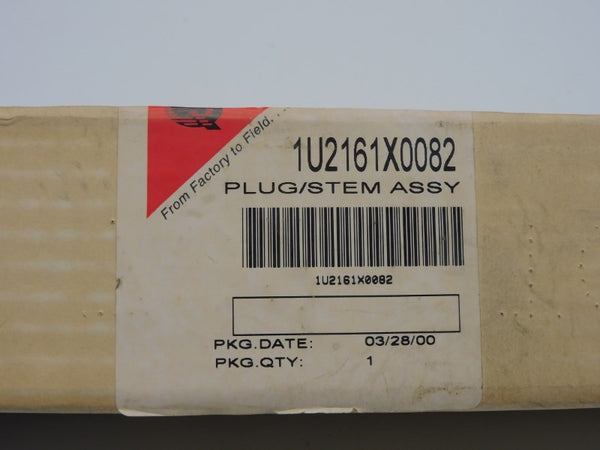 From Factory to Field.
1U2161X0082
PLUG/STEM ASSY
1U2161X0082
PKG.DATE: 03/28/00
PKG.QTY: 1